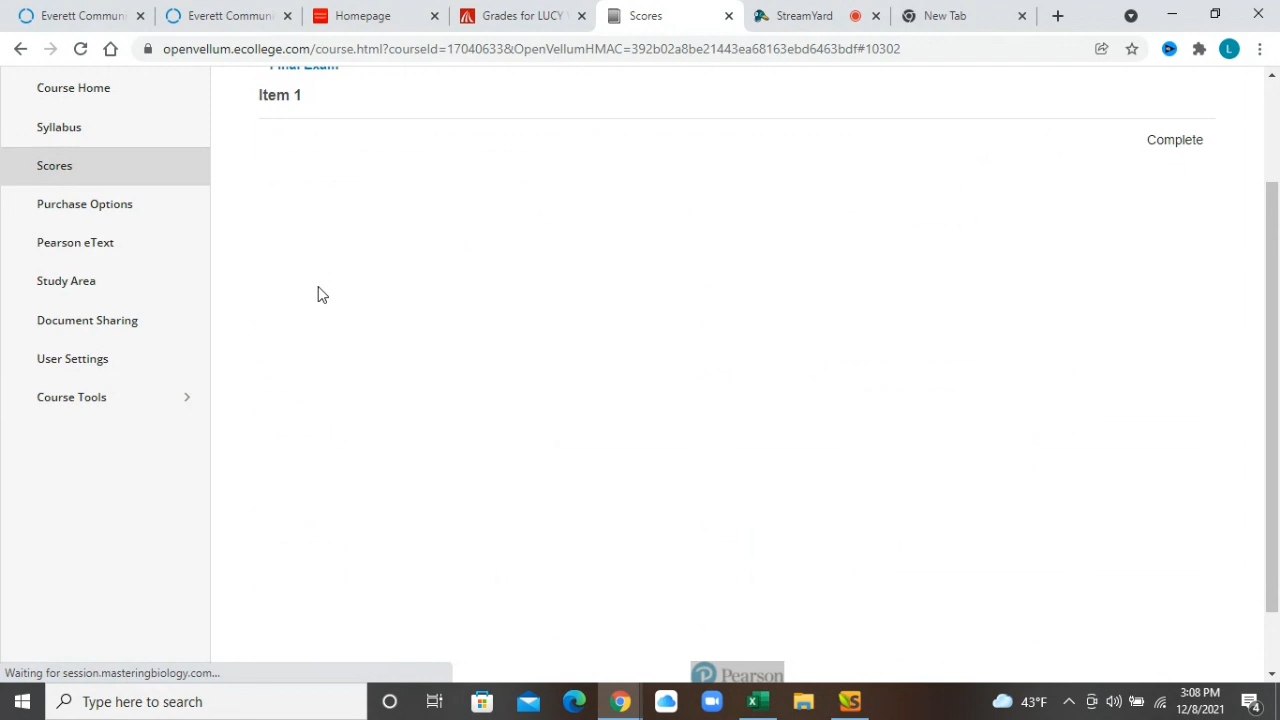 Everett Commun
Everett Commun
Homepage
Grades for LUCY
Scores
StreamYard
New Tab
openvellum.ecollege.com/course.html?courseId=17040633&OpenVellumHMAC=392b02a8be21443ea68163ebd6463bdf#10302
L
Course Home
Final Exam
Item 1
Syllabus
Complete
Scores
Purchase Options
Pearson eText
Study Area
Document Sharing
User Settings
Course Tools
Waiting for session.masteringbiology.com...
Pearson
Type here to search
43°F
3:08 PM
12/8/2021
4